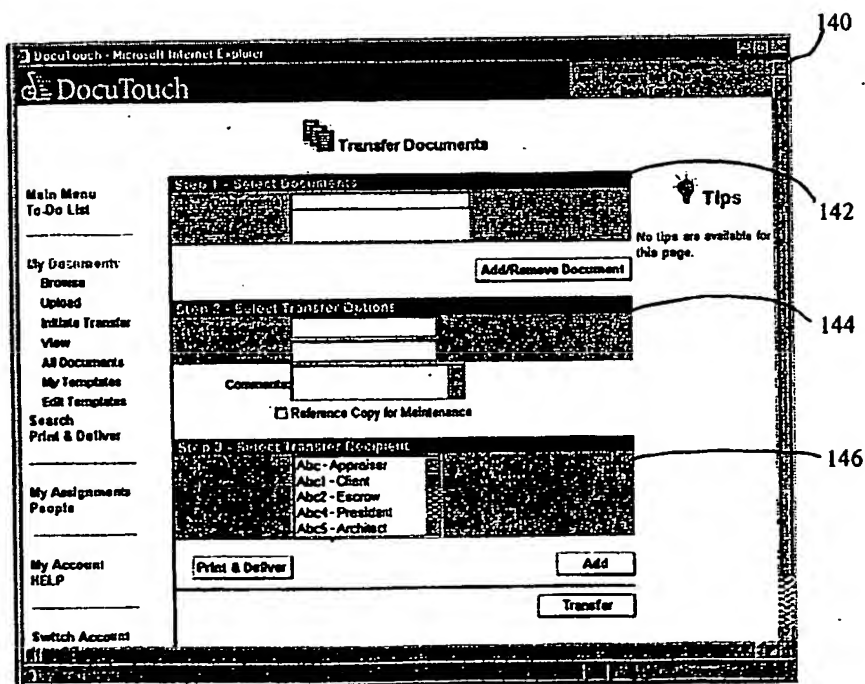 140
DocuTouch - Microsoft Internet Explorer
DocuTouch
Transfer Documents
Step 1 - Select Documents
142
Tips
No tips are available for
this page.
Main Menu
To-Do List
Add/Remove Document
My Documents
Browse
Upload
Initiate Transfer
View
All Documents
My Templates
Edit Templates
Search
Print & Deliver
Step 2 - Select Transfer Options
144
Comments:
Reference Copy for Maintenance
Step 3 - Select Transfer Recipient
146
Abc - Appraiser
Abc1 - Client
Abc2 - Escrow
Abc4 - President
Abc5 - Architect
My Assignments
People
My Account
HELP
Print & Deliver
Add
Transfer
Switch Account